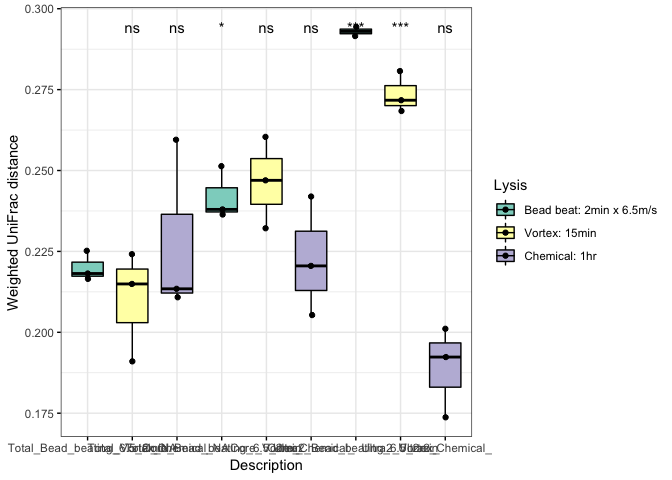 0.300
ns ns * ns ns *** *** ns
0.275
0.250
0.225
0.200
0.175
Weighted UniFrac distance
Description
Lysis
Bead beat: 2min x 6.5m/s
Vortex: 15min
Chemical: 1hr